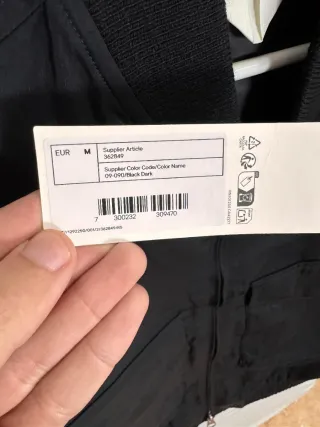 EUR M
Supplier Article
362849
Supplier Color Code/Color Name
09-090/Black Dark
7 300232 309470